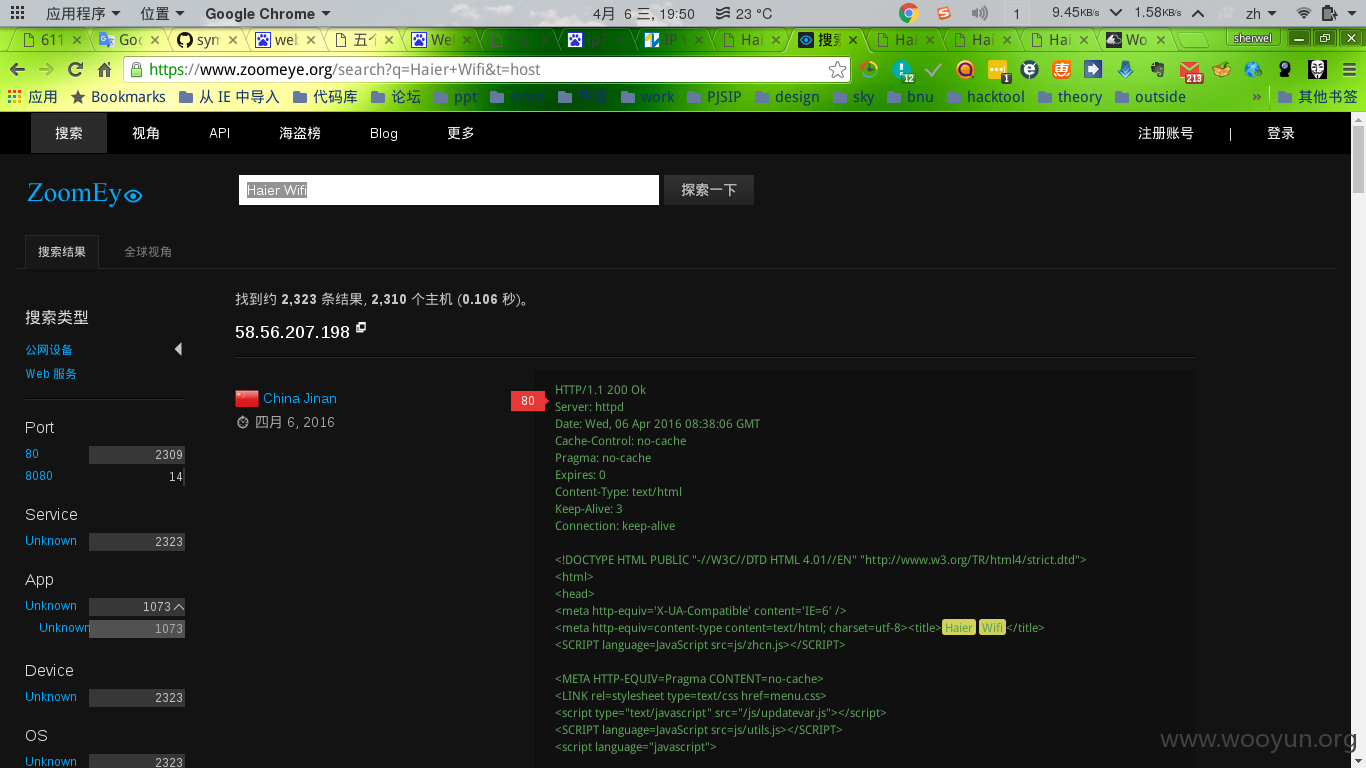 应用程序 位置 Google Chrome 4月 6 三, 19:50 23 °C 1 9.45KB/s 1.58KB/s zh
611 Goo sym web 五个 Wel Hai 搜索 Hai Hai Hai Wo sherwel
https://www.zoomeye.org/search?q=Haier+Wifi&t=host 12 1 213
应用 Bookmarks 从 IE 中导入 代码库 论坛 ppt work PJSIP design sky bnu hacktool theory outside » 其他书签
搜索 视角 API 海盗榜 Blog 更多 注册账号 | 登录
ZoomEye
Haier Wifi 探索一下
搜索结果 全球视角
找到约 2,323 条结果, 2,310 个主机 (0.106 秒)。
搜索类型
58.56.207.198
公网设备
Web 服务
China Jinan
四月 6, 2016
Port
80 2309
8080 14
Service
Unknown 2323
App
Unknown 1073
Unknown 1073
Device
Unknown 2323
OS
Unknown 2323
80
HTTP/1.1 200 Ok
Server: httpd
Date: Wed, 06 Apr 2016 08:38:06 GMT
Cache-Control: no-cache
Pragma: no-cache
Expires: 0
Content-Type: text/html
Keep-Alive: 3
Connection: keep-alive
<!DOCTYPE HTML PUBLIC "-//W3C//DTD HTML 4.01//EN" "http://www.w3.org/TR/html4/strict.dtd">
<html>
<head>
<meta http-equiv='X-UA-Compatible' content='IE=6' />
<meta http-equiv=content-type content=text/html; charset=utf-8><title>Haier Wifi</title>
<SCRIPT language=JavaScript src=js/zhcn.js></SCRIPT>
<META HTTP-EQUIV=Pragma CONTENT=no-cache>
<LINK rel=stylesheet type=text/css href=menu.css>
<script type="text/javascript" src="/js/updatevar.js"></script>
<SCRIPT language=JavaScript src=js/utils.js></SCRIPT>
<script language="javascript">
www.wooyun.org